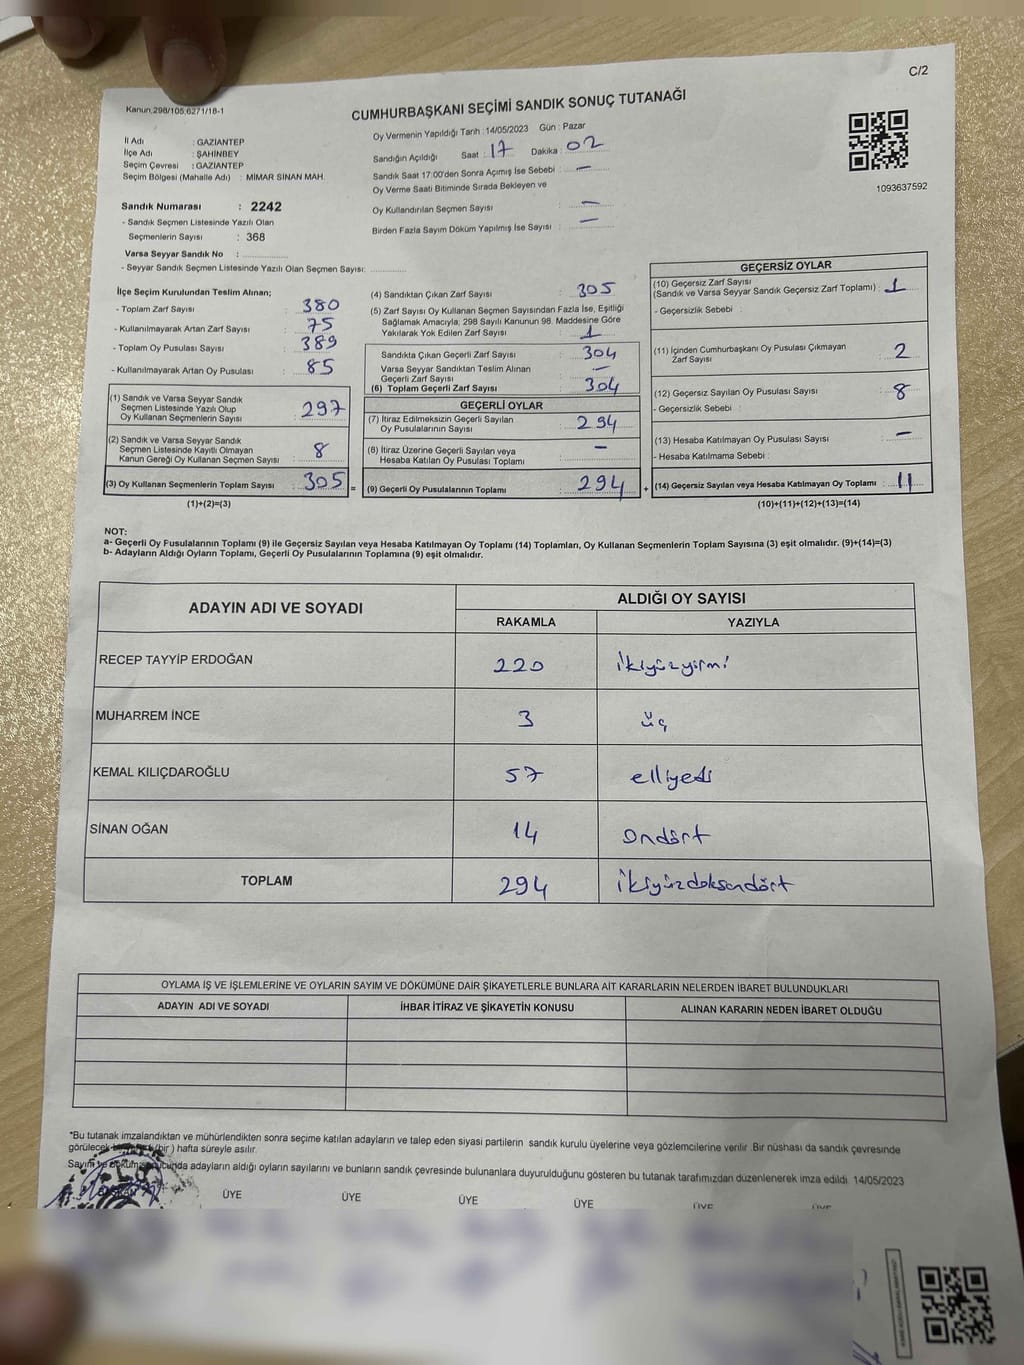 C/2
Kanun,298/105,6271/18-1
CUMHURBAŞKANI SEÇİMİ SANDIK SONUÇ TUTANAĞI
İl Adı : GAZİANTEP
İlçe Adı : ŞAHİNBEY
Seçim Çevresi : GAZİANTEP
Seçim Bölgesi (Mahalle Adı) : MİMAR SİNAN MAH.
Sandık Numarası : 2242
- Sandık Seçmen Listesinde Yazılı Olan
Seçmenlerin Sayısı : 368
Varsa Seyyar Sandık No :
- Seyyar Sandık Seçmen Listesinde Yazılı Olan Seçmen Sayısı:
Oy Vermenin Yapıldığı Tarih : 14/05/2023 Gün : Pazar
Sandığın Açıldığı Saat : 17 Dakika : 02
Sandık Saat 17:00'den Sonra Açımış İse Sebebi : —
Oy Verme Saati Bitiminde Sırada Bekleyen ve
Oy Kullandırılan Seçmen Sayısı : —
Birden Fazla Sayım Döküm Yapılmış İse Sayısı : —
1093637592
İlçe Seçim Kurulundan Teslim Alınan;
- Toplam Zarf Sayısı : 380
- Kullanılmayarak Artan Zarf Sayısı : 75
- Toplam Oy Pusulası Sayısı : 389
- Kullanılmayarak Artan Oy Pusulası : 85
(1) Sandık ve Varsa Seyyar Sandık
Seçmen Listesinde Yazılı Olup
Oy Kullanan Seçmenlerin Sayısı : 297
(2) Sandık ve Varsa Seyyar Sandık
Seçmen Listesinde Kayıtlı Olmayan
Kanun Gereği Oy Kullanan Seçmen Sayısı : 8
(3) Oy Kullanan Seçmenlerin Toplam Sayısı : 305 =
(1)+(2)=(3)
(4) Sandıktan Çıkan Zarf Sayısı : 305
(5) Zarf Sayısı Oy Kullanan Seçmen Sayısından Fazla İse, Eşitliği
Sağlamak Amacıyla, 298 Sayılı Kanunun 98. Maddesine Göre
Yakılarak Yok Edilen Zarf Sayısı : 1
Sandıkta Çıkan Geçerli Zarf Sayısı : 304
Varsa Seyyar Sandıktan Teslim Alınan
Geçerli Zarf Sayısı : —
(6) Toplam Geçerli Zarf Sayısı : 304
GEÇERLİ OYLAR
(7) İtiraz Edilmeksizin Geçerli Sayılan
Oy Pusulalarının Sayısı : 294
(8) İtiraz Üzerine Geçerli Sayılan veya
Hesaba Katılan Oy Pusulası Toplamı : —
(9) Geçerli Oy Pusulalarının Toplamı : 294 +
GEÇERSİZ OYLAR
(10) Geçersiz Zarf Sayısı
(Sandık ve Varsa Seyyar Sandık Geçersiz Zarf Toplamı) : 1
- Geçersizlik Sebebi :
(11) İçinden Cumhurbaşkanı Oy Pusulası Çıkmayan
Zarf Sayısı : 2
(12) Geçersiz Sayılan Oy Pusulası Sayısı : 8
- Geçersizlik Sebebi :
(13) Hesaba Katılmayan Oy Pusulası Sayısı : —
- Hesaba Katılmama Sebebi :
(14) Geçersiz Sayılan veya Hesaba Katılmayan Oy Toplamı : 11
(10)+(11)+(12)+(13)=(14)
NOT:
a- Geçerli Oy Pusulalarının Toplamı (9) ile Geçersiz Sayılan veya Hesaba Katılmayan Oy Toplamı (14) Toplamları, Oy Kullanan Seçmenlerin Toplam Sayısına (3) eşit olmalıdır. (9)+(14)=(3)
b- Adayların Aldığı Oyların Toplamı, Geçerli Oy Pusulalarının Toplamına (9) eşit olmalıdır.
ADAYIN ADI VE SOYADI ALDIĞI OY SAYISI
RAKAMLA YAZIYLA
RECEP TAYYİP ERDOĞAN 220 ikiyüzyirmi
MUHARREM İNCE 3 üç
KEMAL KILIÇDAROĞLU 57 elliyedi
SİNAN OĞAN 14 ondört
TOPLAM 294 ikiyüzdoksandört
OYLAMA İŞ VE İŞLEMLERİNE VE OYLARIN SAYIM VE DÖKÜMÜNE DAİR ŞİKAYETLERLE BUNLARA AİT KARARLARIN NELERDEN İBARET BULUNDUKLARI
ADAYIN ADI VE SOYADI İHBAR İTİRAZ VE ŞİKAYETİN KONUSU ALINAN KARARIN NEDEN İBARET OLDUĞU
*Bu tutanak imzalandıktan ve mühürlendikten sonra seçime katılan adayların ve talep eden siyasi partilerin sandık kurulu üyelerine veya gözlemcilerine verilir. Bir nüshası da sandık çevresinde
görülecek (bir) hafta süreyle asılır.
Sayım ve döküm sonucunda adayların aldığı oyların sayılarını ve bunların sandık çevresinde bulunanlara duyurulduğunu gösteren bu tutanak tarafımızdan düzenlenerek imza edildi. 14/05/2023
BAŞKAN ÜYE ÜYE ÜYE ÜYE ÜYE ÜYE